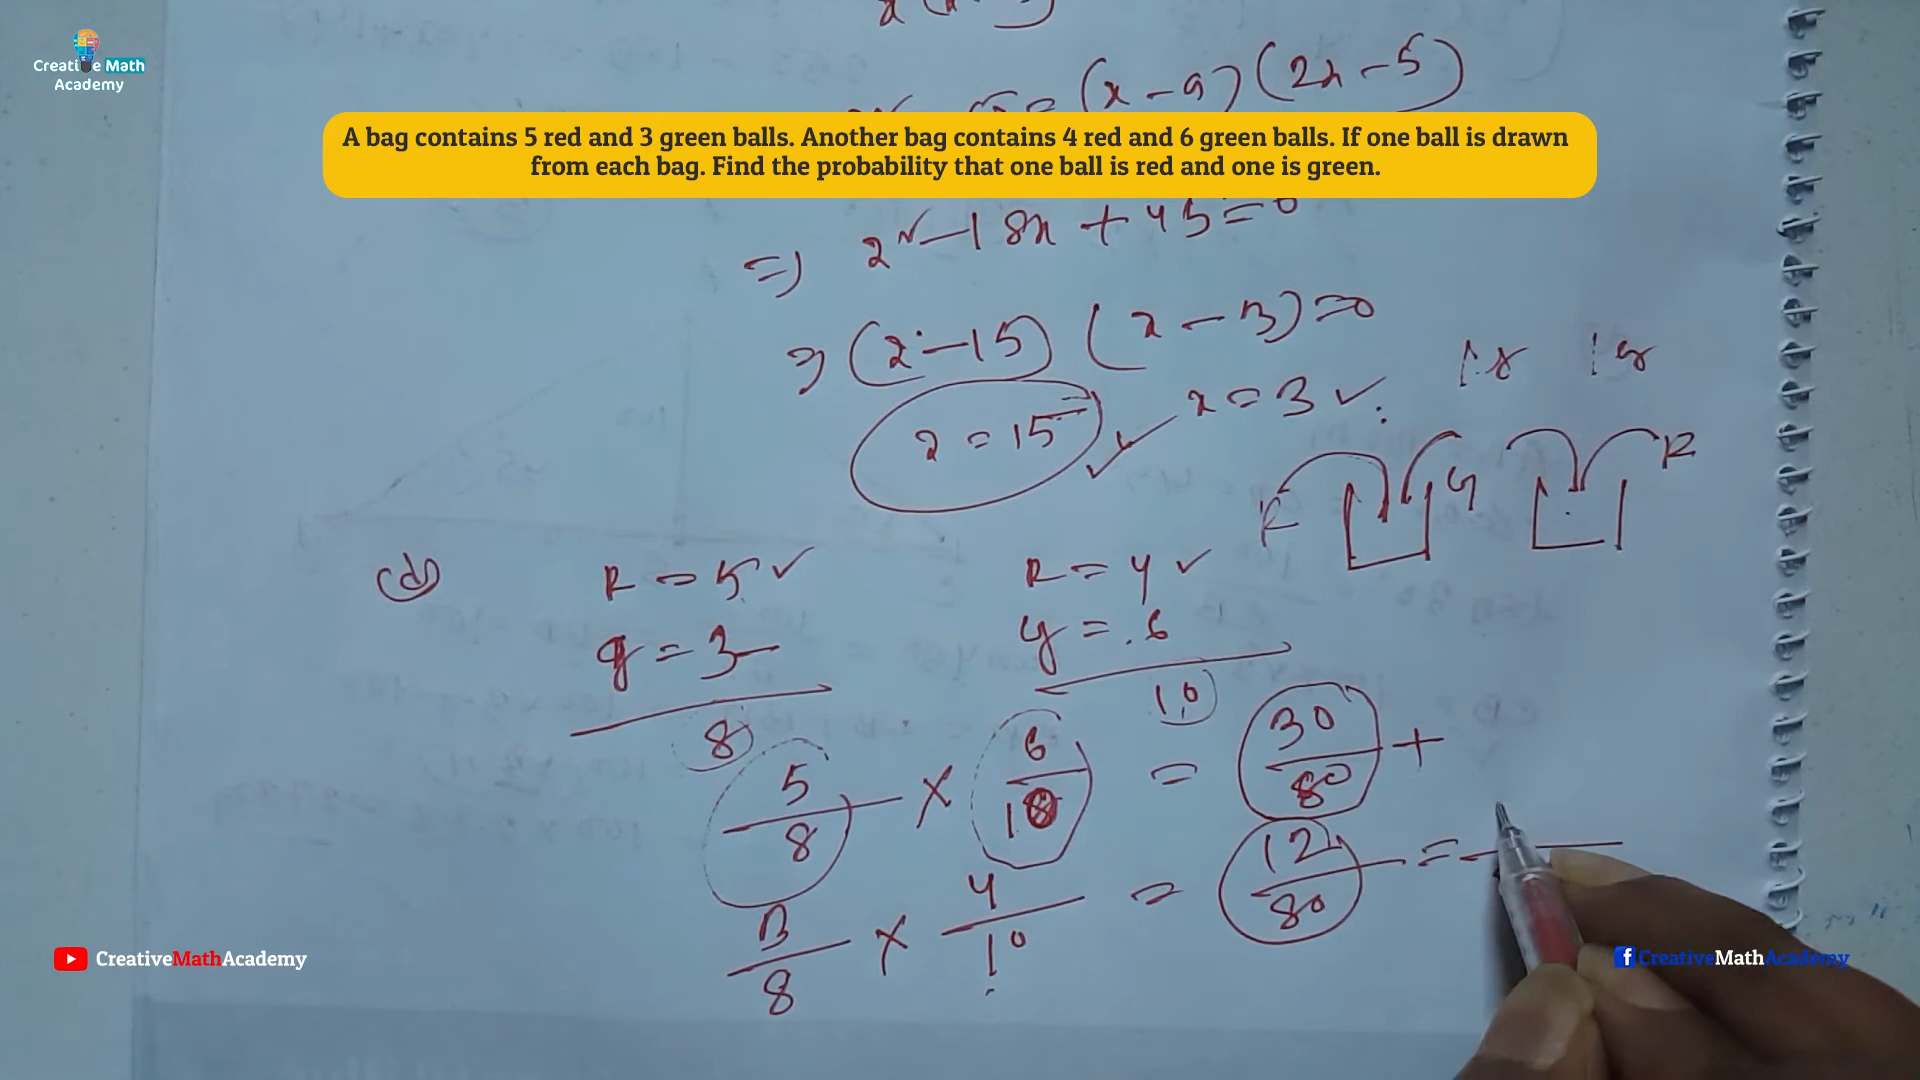 Creative Math
Academy
(x-9)(2x-5)
A bag contains 5 red and 3 green balls. Another bag contains 4 red and 6 green balls. If one ball is drawn
from each bag. Find the probability that one ball is red and one is green.
=> x²-18x+45=0
=> (x-15) (x-3)=0
x=15 x=3 ✓
R G R
(d) R=5 ✓ R=4 ✓
g=3 g=6
8 10
5/8 × 6/10 = 30/80 +
3/8 × 4/10 = 12/80 =
CreativeMathAcademy
CreativeMathAcademy